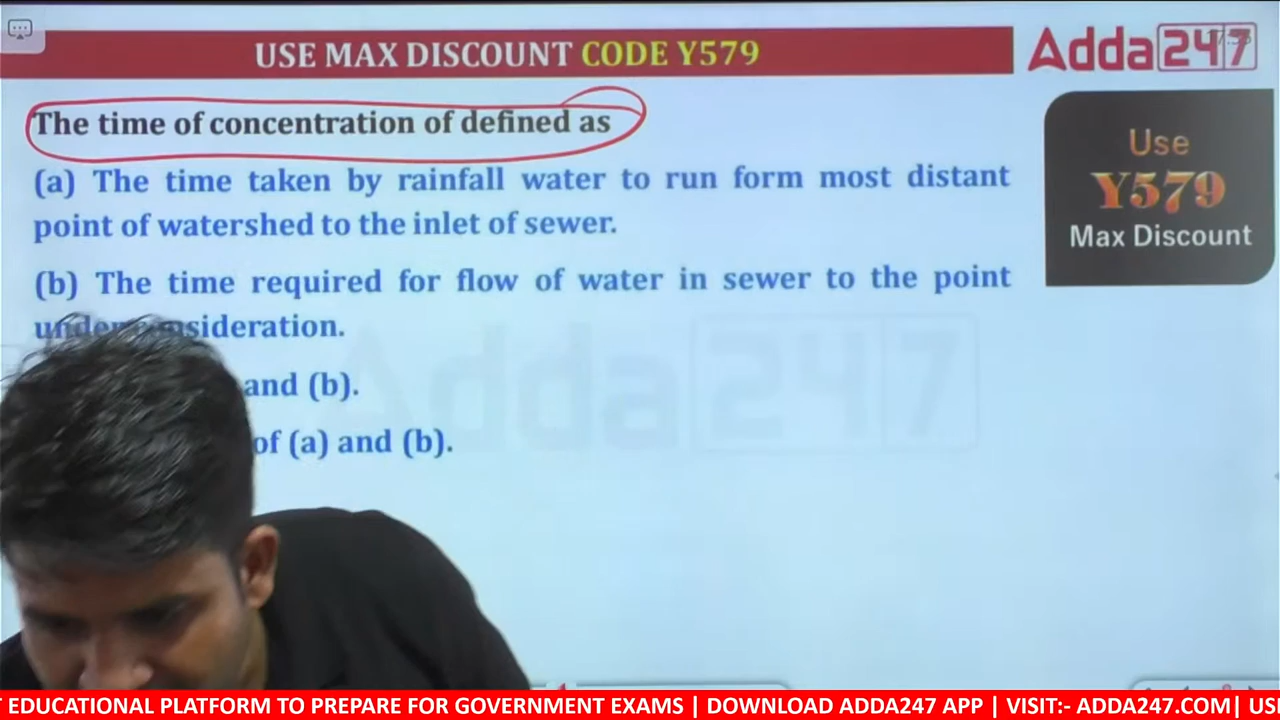 USE MAX DISCOUNT CODE Y579
Adda247
The time of concentration of defined as
(a) The time taken by rainfall water to run form most distant
point of watershed to the inlet of sewer.
(b) The time required for flow of water in sewer to the point
under consideration.
and (b).
of (a) and (b).
Use
Y579
Max Discount
Adda247
EDUCATIONAL PLATFORM TO PREPARE FOR GOVERNMENT EXAMS | DOWNLOAD ADDA247 APP | VISIT:- ADDA247.COM|